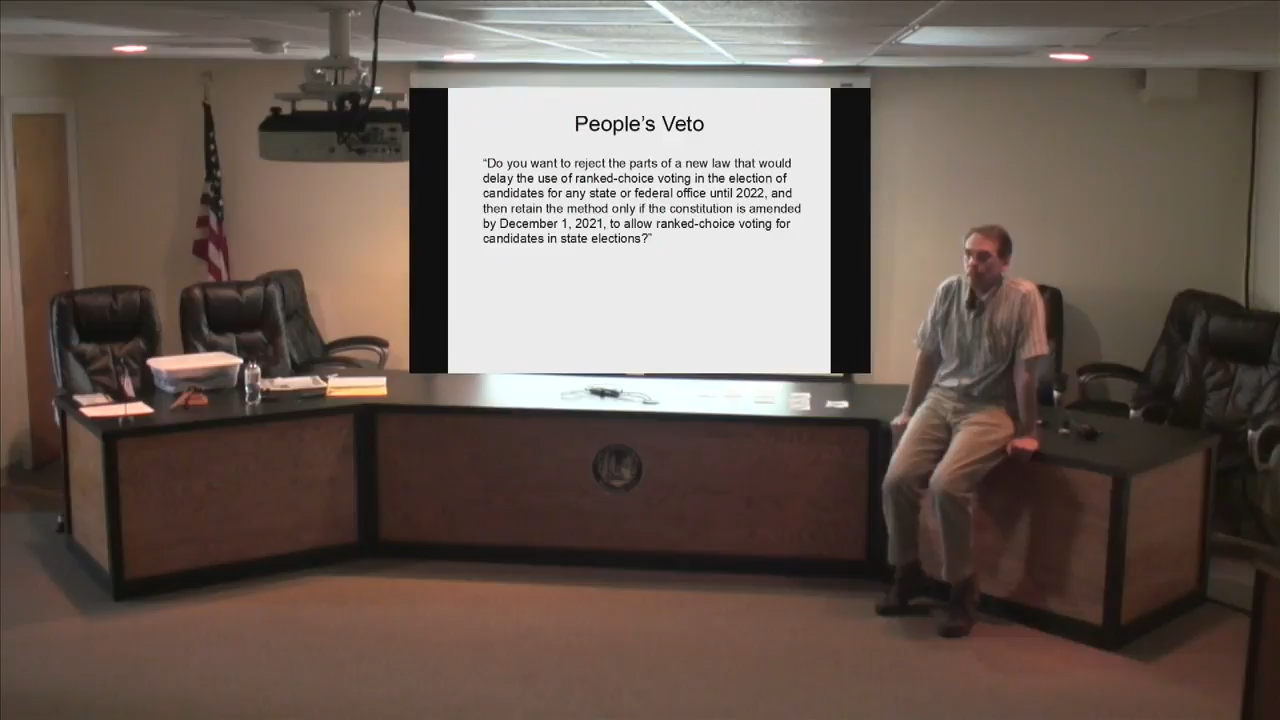 People’s Veto
“Do you want to reject the parts of a new law that would
delay the use of ranked-choice voting in the election of
candidates for any state or federal office until 2022, and
then retain the method only if the constitution is amended
by December 1, 2021, to allow ranked-choice voting for
candidates in state elections?”